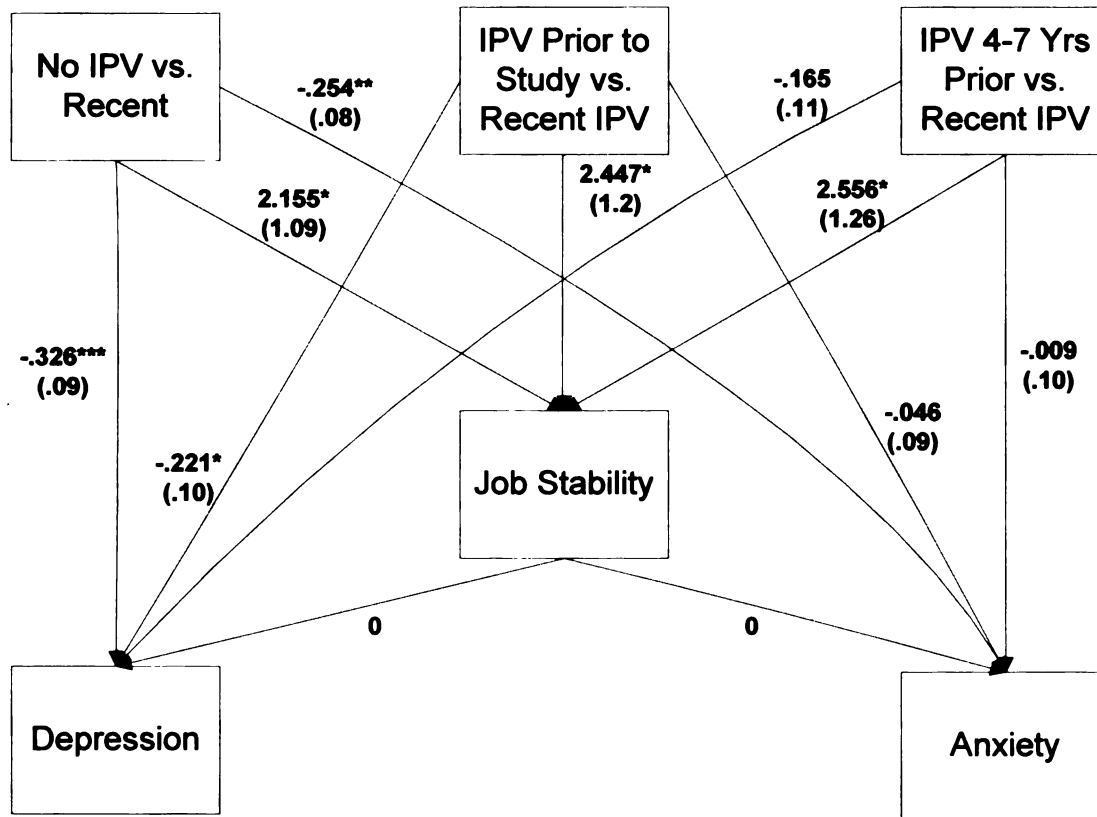 No IPV vs.
Recent
IPV Prior to
Study vs.
Recent IPV
IPV 4-7 Yrs
Prior vs.
Recent IPV
-.254**
(.08)
-.165
(.11)
2.155*
(1.09)
2.447*
(1.2)
2.556*
(1.26)
-.326***
(.09)
-.009
(.10)
-.046
(.09)
-.221*
(.10)
Job Stability
0
0
Depression
Anxiety